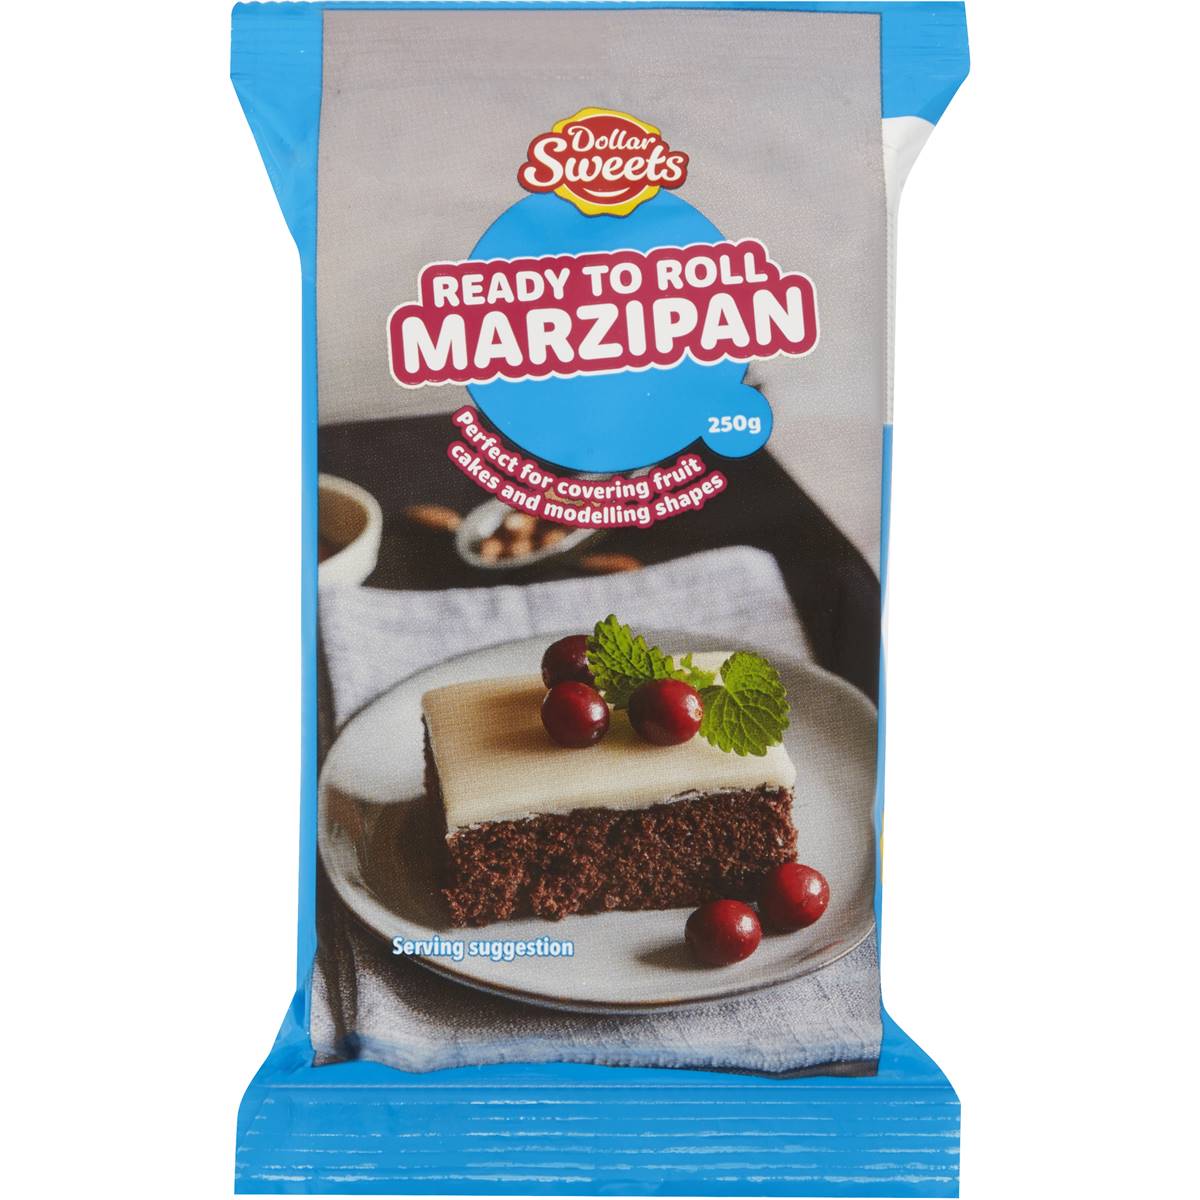 Dollar
Sweets
READY TO ROLL
MARZIPAN
250g
Perfect for covering fruit
cakes and modelling shapes
Serving suggestion